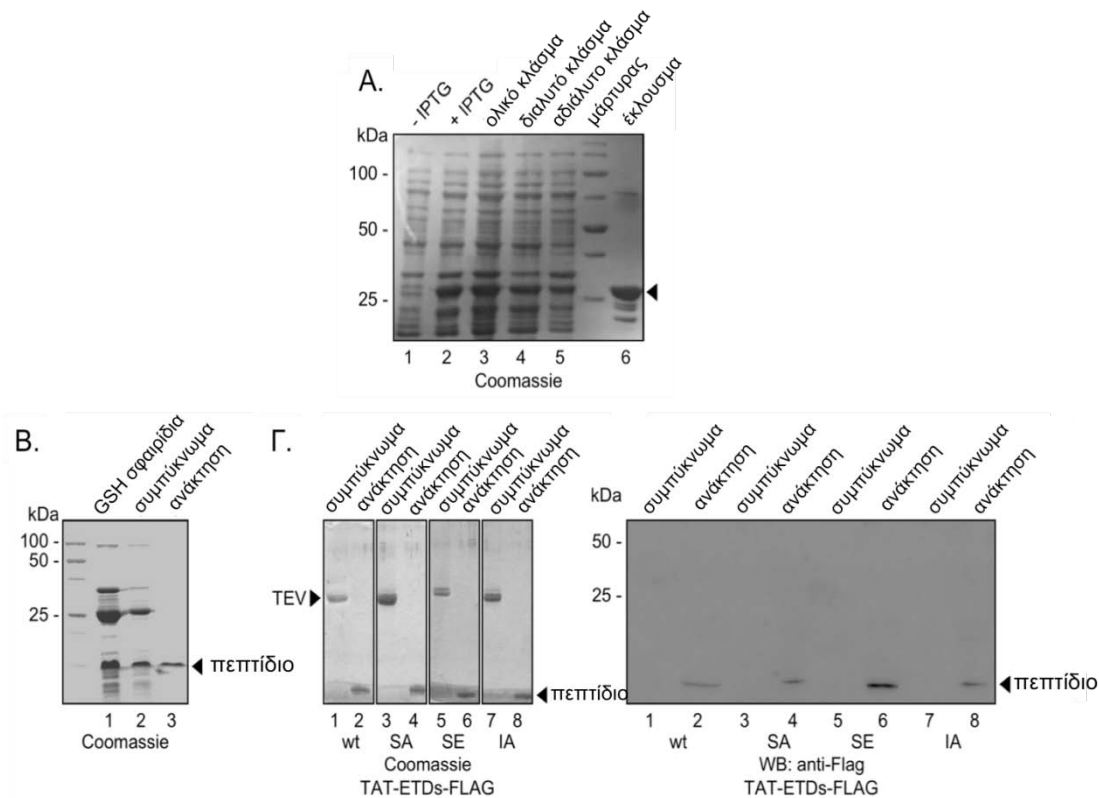 A.
- IPTG
+ IPTG
ολικό κλάσμα
διαλυτό κλάσμα
αδιάλυτο κλάσμα
μάρτυρας
έκλουσμα
kDa
100 -
50 -
25 -
1 2 3 4 5 6
Coomassie
B.
GSH σφαιρίδια
συμπύκνωμα
ανάκτηση
kDa
100 -
50 -
25 -
πεπτίδιο
1 2 3
Coomassie
Γ.
συμπύκνωμα
ανάκτηση
συμπύκνωμα
ανάκτηση
συμπύκνωμα
ανάκτηση
συμπύκνωμα
ανάκτηση
TEV
πεπτίδιο
1 2 3 4 5 6 7 8
wt SA SE IA
Coomassie
TAT-ETDs-FLAG
συμπύκνωμα
ανάκτηση
συμπύκνωμα
ανάκτηση
συμπύκνωμα
ανάκτηση
συμπύκνωμα
ανάκτηση
kDa
50 -
25 -
πεπτίδιο
1 2 3 4 5 6 7 8
wt SA SE IA
WB: anti-Flag
TAT-ETDs-FLAG